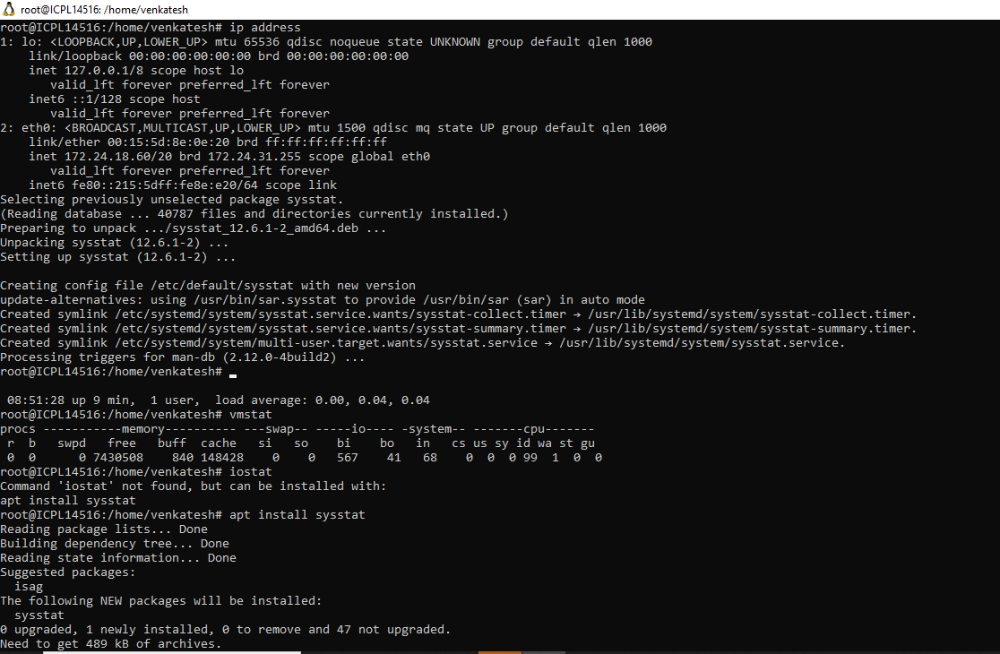 root@ICPL14516: /home/venkatesh
root@ICPL14516:/home/venkatesh# ip address
1: lo: <LOOPBACK,UP,LOWER_UP> mtu 65536 qdisc noqueue state UNKNOWN group default qlen 1000
    link/loopback 00:00:00:00:00:00 brd 00:00:00:00:00:00
    inet 127.0.0.1/8 scope host lo
       valid_lft forever preferred_lft forever
    inet6 ::1/128 scope host
       valid_lft forever preferred_lft forever
2: eth0: <BROADCAST,MULTICAST,UP,LOWER_UP> mtu 1500 qdisc mq state UP group default qlen 1000
    link/ether 00:15:5d:8e:0e:20 brd ff:ff:ff:ff:ff:ff
    inet 172.24.18.60/20 brd 172.24.31.255 scope global eth0
       valid_lft forever preferred_lft forever
    inet6 fe80::215:5dff:fe8e:e20/64 scope link
Selecting previously unselected package sysstat.
(Reading database ... 40787 files and directories currently installed.)
Preparing to unpack .../sysstat_12.6.1-2_amd64.deb ...
Unpacking sysstat (12.6.1-2) ...
Setting up sysstat (12.6.1-2) ...

Creating config file /etc/default/sysstat with new version
update-alternatives: using /usr/bin/sar.sysstat to provide /usr/bin/sar (sar) in auto mode
Created symlink /etc/systemd/system/sysstat.service.wants/sysstat-collect.timer → /usr/lib/systemd/system/sysstat-collect.timer.
Created symlink /etc/systemd/system/sysstat.service.wants/sysstat-summary.timer → /usr/lib/systemd/system/sysstat-summary.timer.
Created symlink /etc/systemd/system/multi-user.target.wants/sysstat.service → /usr/lib/systemd/system/sysstat.service.
Processing triggers for man-db (2.12.0-4build2) ...
root@ICPL14516:/home/venkatesh#

 08:51:28 up 9 min,  1 user,  load average: 0.00, 0.04, 0.04
root@ICPL14516:/home/venkatesh# vmstat
procs -----------memory---------- ---swap-- -----io---- -system-- -------cpu-------
 r  b   swpd   free   buff  cache   si   so    bi    bo   in   cs us sy id wa st gu
 0  0      0 7430508    840 148428    0    0   567    41   68    0  0  0 99  1  0  0
root@ICPL14516:/home/venkatesh# iostat
Command 'iostat' not found, but can be installed with:
apt install sysstat
root@ICPL14516:/home/venkatesh# apt install sysstat
Reading package lists... Done
Building dependency tree... Done
Reading state information... Done
Suggested packages:
  isag
The following NEW packages will be installed:
  sysstat
0 upgraded, 1 newly installed, 0 to remove and 47 not upgraded.
Need to get 489 kB of archives.